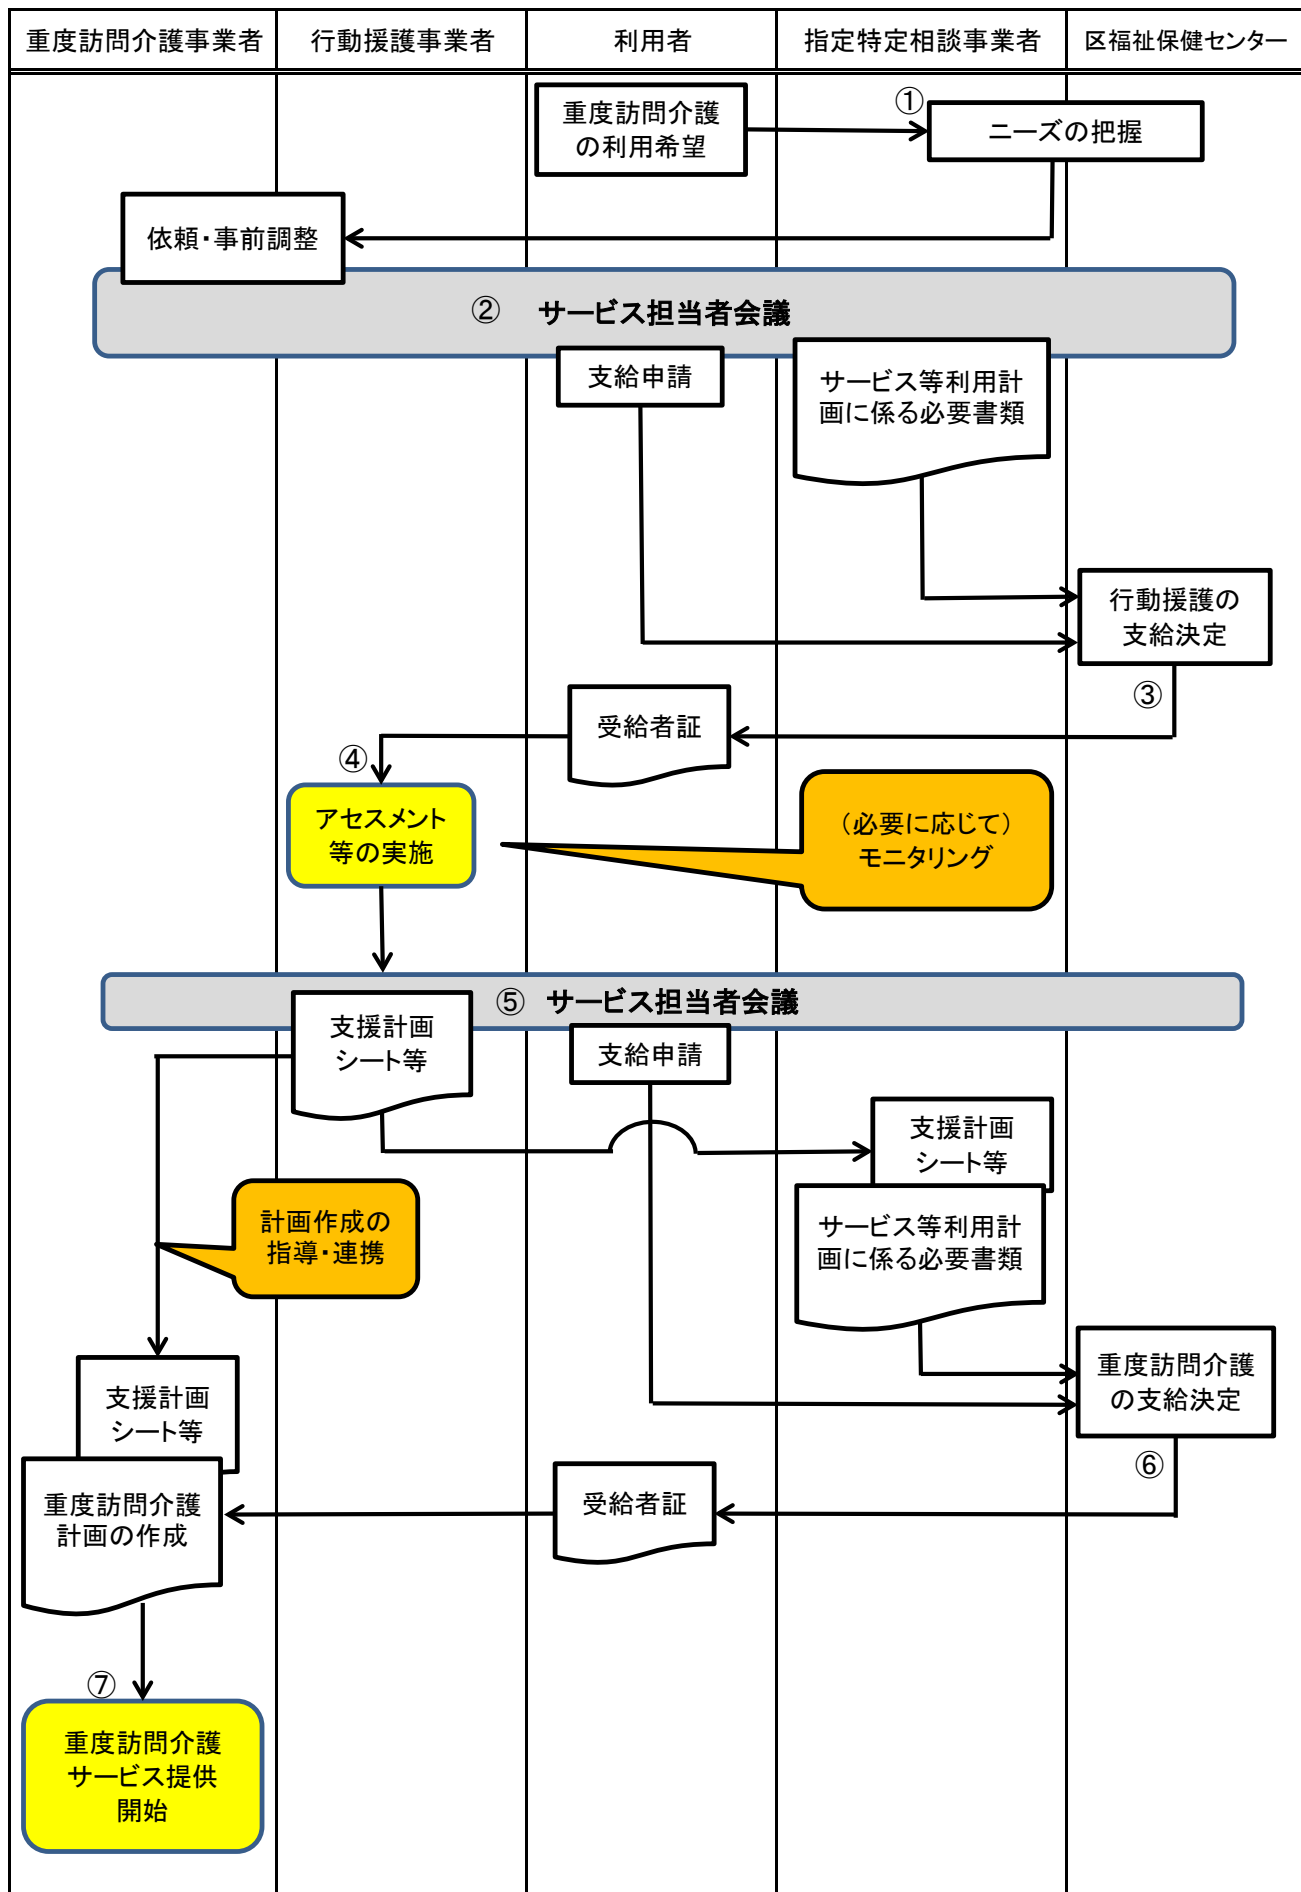 重度訪問介護事業者
行動援護事業者
利用者
指定特定相談事業者
区福祉保健センター
重度訪問介護
の利用希望
①
ニーズの把握
依頼・事前調整
② サービス担当者会議
支給申請
サービス等利用計
画に係る必要書類
行動援護の
支給決定
③
受給者証
④
アセスメント
等の実施
（必要に応じて）
モニタリング
⑤ サービス担当者会議
支援計画
シート等
支給申請
支援計画
シート等
計画作成の
指導・連携
サービス等利用計
画に係る必要書類
重度訪問介護
の支給決定
支援計画
シート等
⑥
重度訪問介護
計画の作成
受給者証
⑦
重度訪問介護
サービス提供
開始